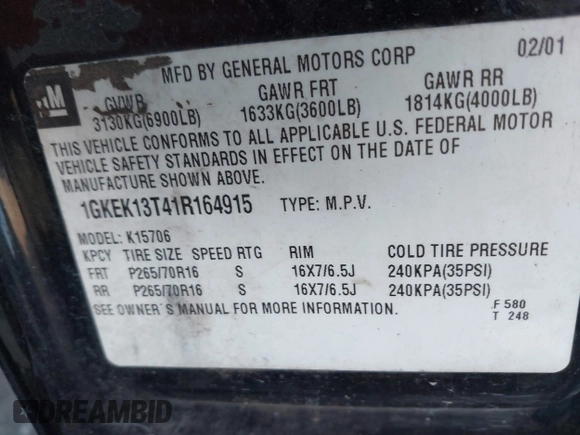 02/01
MFD BY GENERAL MOTORS CORP
GM
GVWR GAWR FRT GAWR RR
3130KG(6900LB) 1633KG(3600LB) 1814KG(4000LB)
THIS VEHICLE CONFORMS TO ALL APPLICABLE U.S. FEDERAL MOTOR
VEHICLE SAFETY STANDARDS IN EFFECT ON THE DATE OF
MANUFACTURE SHOWN ABOVE.
1GKEK13T41R164915 TYPE: M.P.V.
MODEL: K15706
KPCY TIRE SIZE SPEED RTG RIM COLD TIRE PRESSURE
FRT P265/70R16 S 16X7/6.5J 240KPA(35PSI)
RR P265/70R16 S 16X7/6.5J 240KPA(35PSI)
SEE OWNER'S MANUAL FOR MORE INFORMATION.
F 580
T 248
DREAMBID